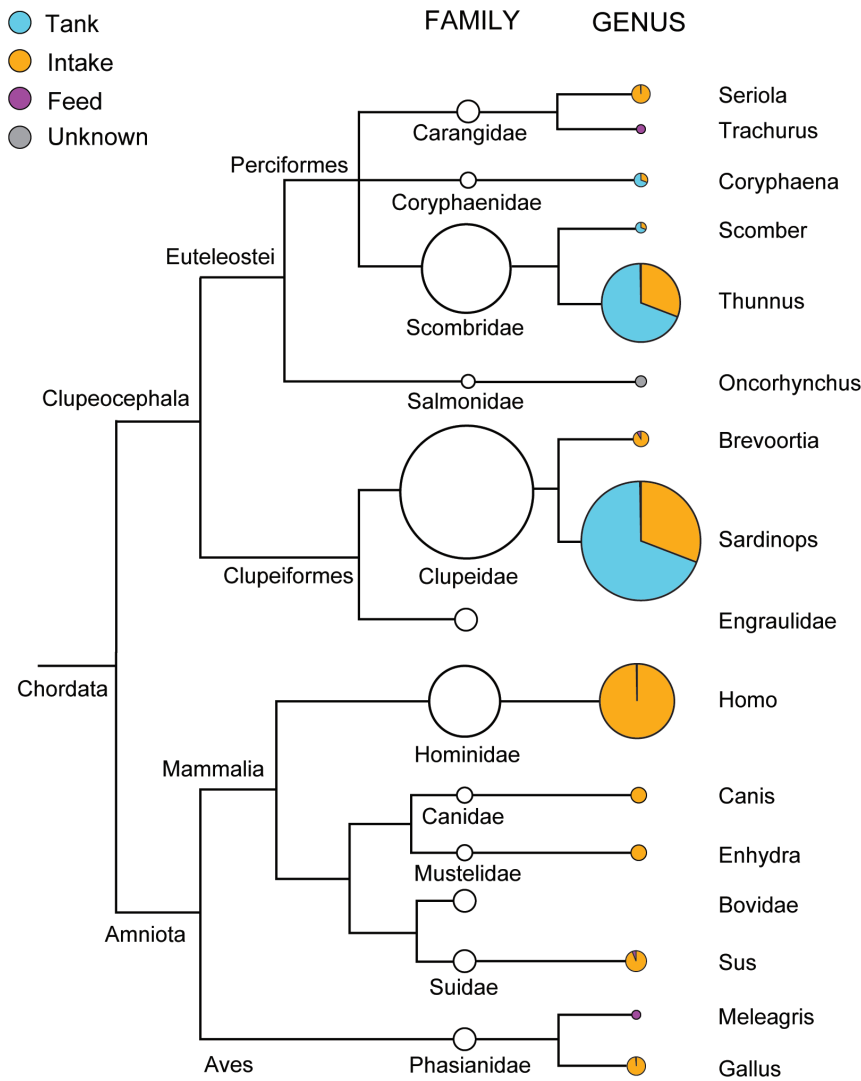 FAMILY GENUS
Tank
Intake
Feed
Unknown
Seriola
Carangidae
Trachurus
Perciformes
Coryphaenidae
Coryphaena
Scomber
Euteleostei
Thunnus
Scombridae
Clupeocephala
Salmonidae
Oncorhynchus
Brevoortia
Sardinops
Clupeiformes
Clupeidae
Engraulidae
Chordata
Homo
Hominidae
Mammalia
Canis
Canidae
Enhydra
Mustelidae
Bovidae
Amniota
Sus
Suidae
Meleagris
Aves
Phasianidae
Gallus